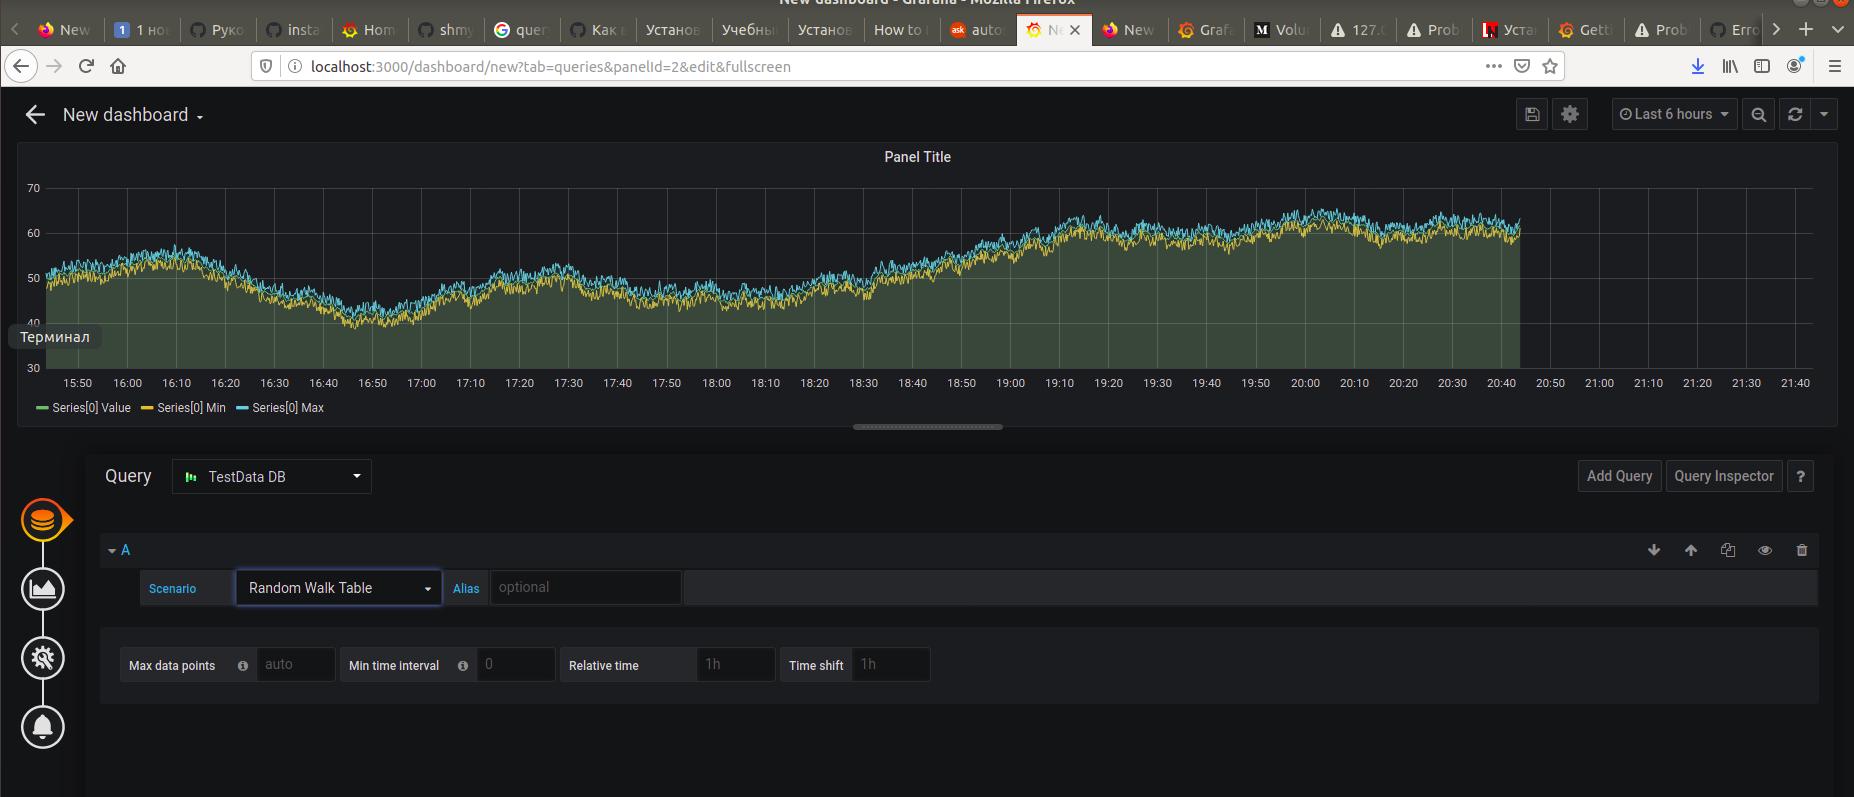 New dashboard - Grafana - Mozilla Firefox
New 1 1 нов Руко insta Hom shmy G quer Как в Установ Учебны Установ How to ask auto Ne New Grafa M Volu 127.0 Prob Уста Getti Prob Erro
localhost:3000/dashboard/new?tab=queries&panelId=2&edit&fullscreen
New dashboard
Last 6 hours
Panel Title
70
60
50
40
Терминал
30
15:50 16:00 16:10 16:20 16:30 16:40 16:50 17:00 17:10 17:20 17:30 17:40 17:50 18:00 18:10 18:20 18:30 18:40 18:50 19:00 19:10 19:20 19:30 19:40 19:50 20:00 20:10 20:20 20:30 20:40 20:50 21:00 21:10 21:20 21:30 21:40
Series[0] Value Series[0] Min Series[0] Max
Query TestData DB Add Query Query Inspector ?
A
Scenario Random Walk Table Alias optional
Max data points auto Min time interval 0 Relative time 1h Time shift 1h